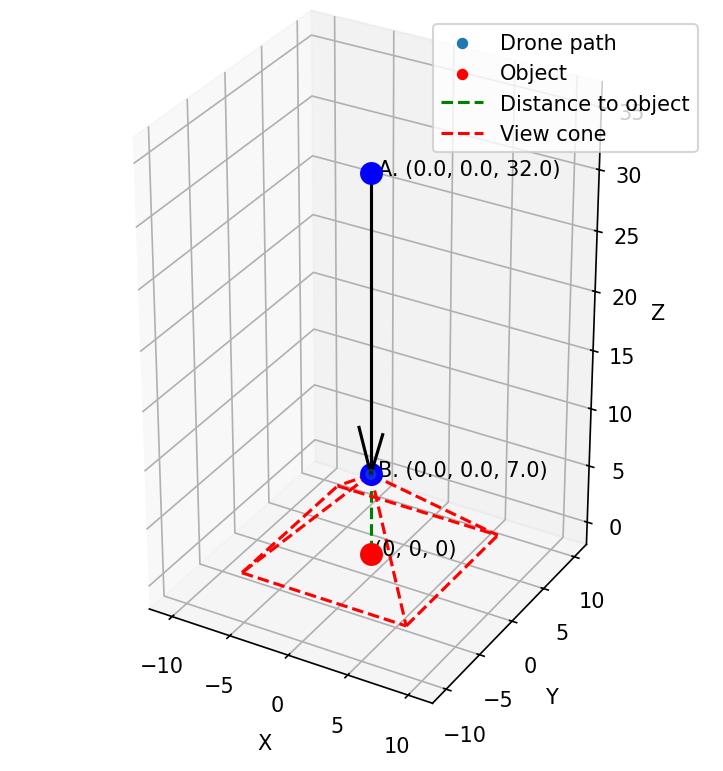 Drone path
Object
Distance to object
View cone
A. (0.0, 0.0, 32.0)
B. (0.0, 0.0, 7.0)
(0, 0, 0)
35
30
25
20
15
10
5
0
Z
−10
−5
0
5
10
X
10
5
0
−5
−10
Y